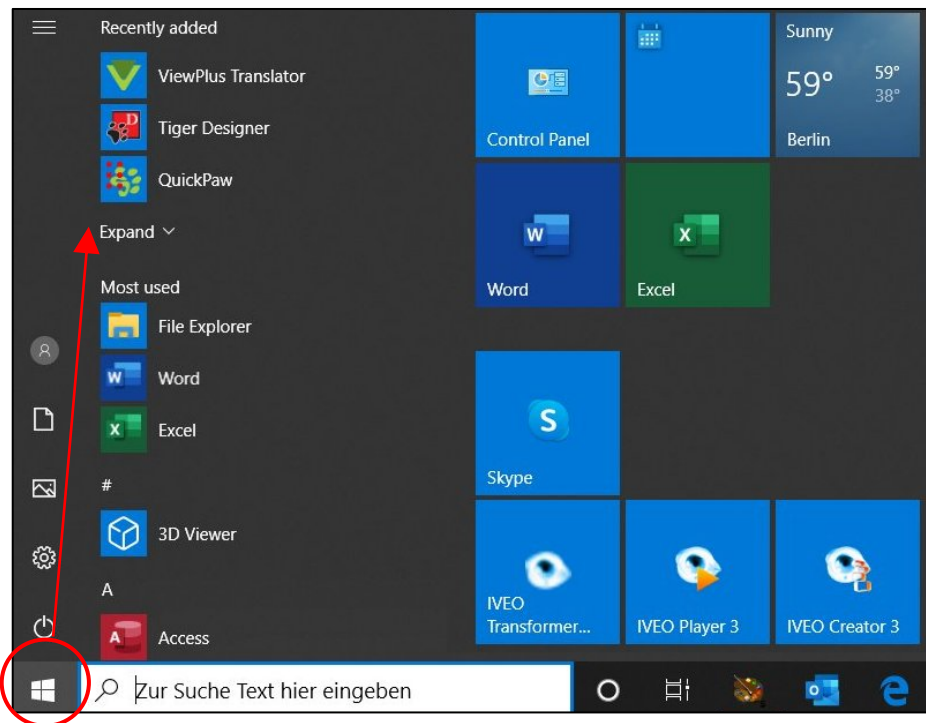 Recently added
ViewPlus Translator
Tiger Designer
QuickPaw
Expand
Most used
File Explorer
Word
Excel
#
3D Viewer
A
Access
Control Panel
Sunny
59° 59°
38°
Berlin
Word
Excel
Skype
IVEO
Transformer...
IVEO Player 3
IVEO Creator 3
Zur Suche Text hier eingeben